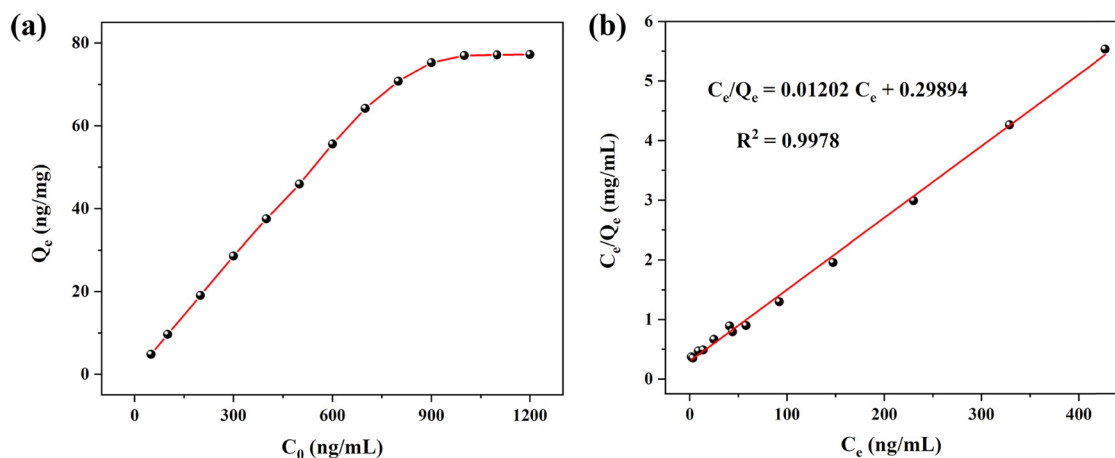 (a)
80
60
40
20
0
Qe (ng/mg)
0 300 600 900 1200
C0 (ng/mL)
(b)
6
5
4
3
2
1
0
Ce/Qe (mg/mL)
Ce/Qe = 0.01202 Ce + 0.29894
R² = 0.9978
0 100 200 300 400
Ce (ng/mL)